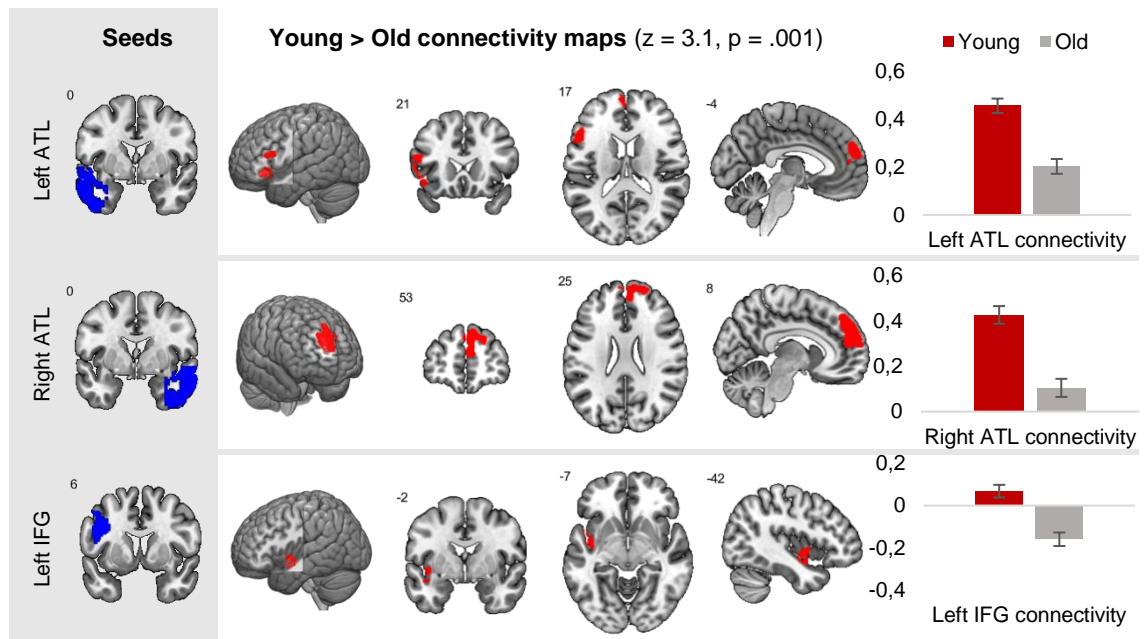 Seeds
Young > Old connectivity maps (z = 3.1, p = .001)
Young Old
Left ATL
0
21
17
-4
0,6
0,4
0,2
0
Left ATL connectivity
Right ATL
0
53
25
8
0,6
0,4
0,2
0
Right ATL connectivity
Left IFG
6
-2
-7
-42
0,2
0
-0,2
-0,4
Left IFG connectivity